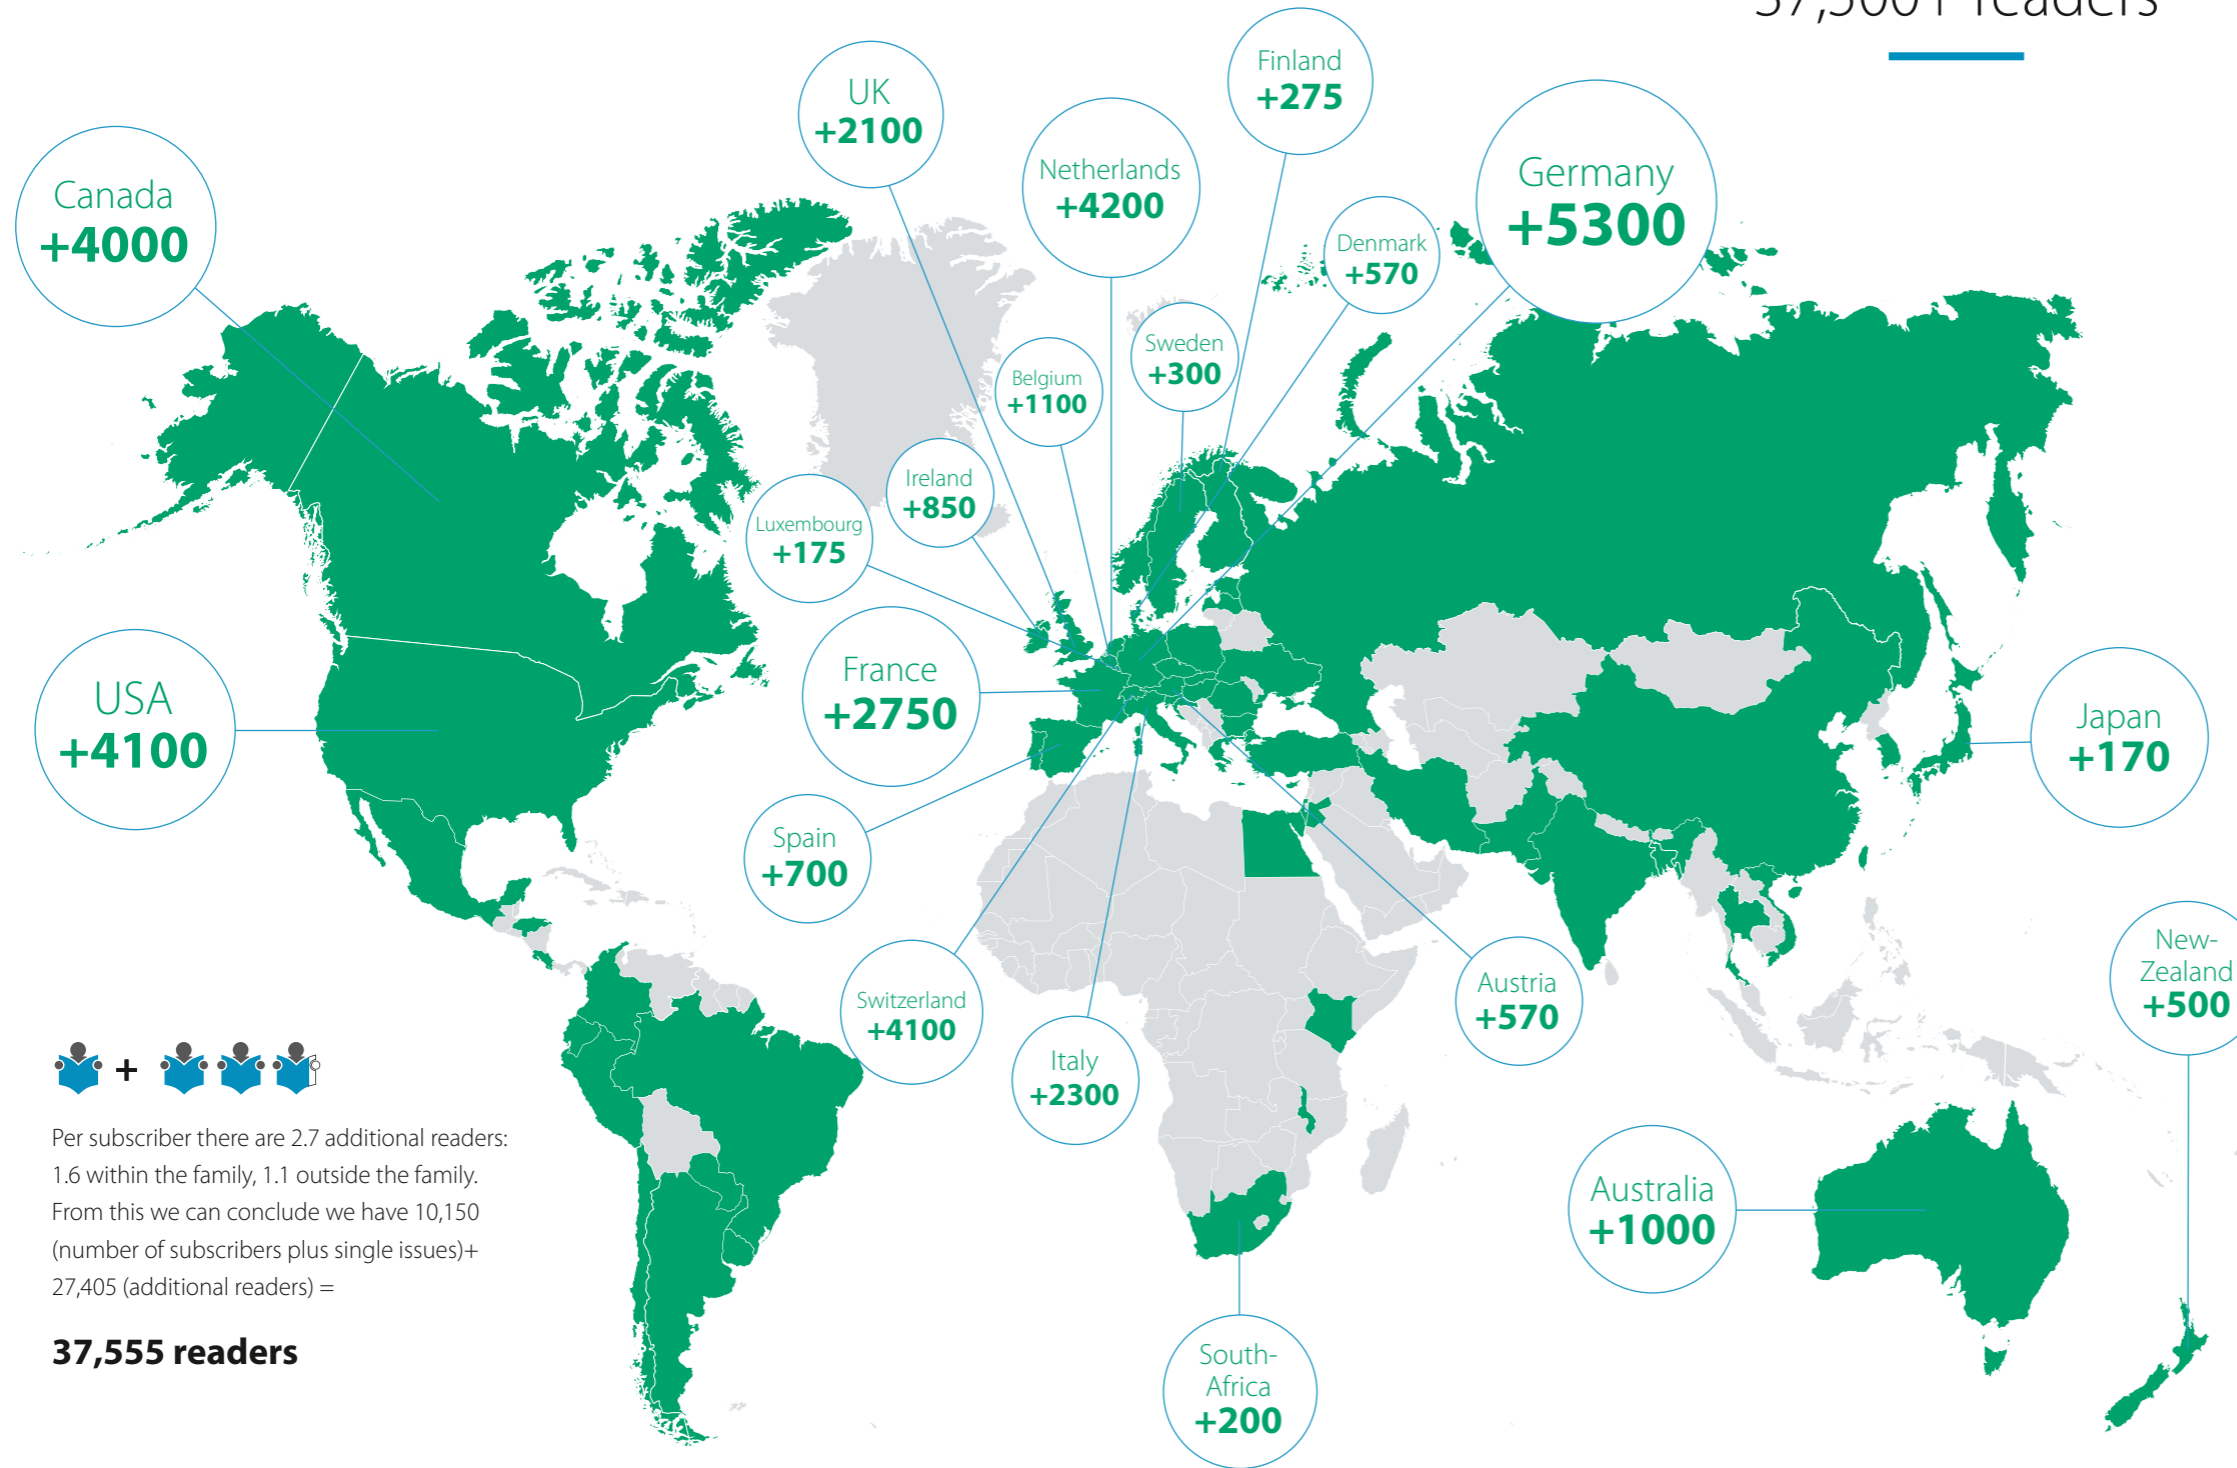 37,500+ readers
Finland
+275
UK
+2100
Netherlands
+4200
Germany
+5300
Canada
+4000
Denmark
+570
Sweden
+300
Belgium
+1100
Ireland
+850
Luxembourg
+175
France
+2750
USA
+4100
Japan
+170
Spain
+700
New-
Zealand
+500
Switzerland
+4100
Austria
+570
Italy
+2300
+
Per subscriber there are 2.7 additional readers:
1.6 within the family, 1.1 outside the family.
From this we can conclude we have 10,150
(number of subscribers plus single issues)+
27,405 (additional readers) =
37,555 readers
Australia
+1000
South-
Africa
+200